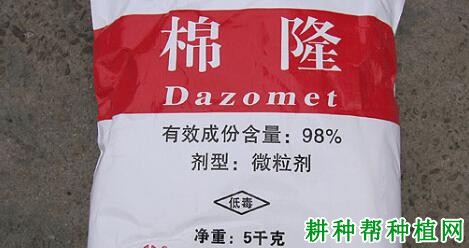 棉隆
Dazomet
有效成份含量：98%
剂型：微粒剂
低毒
净重：5千克
耕种帮种植网